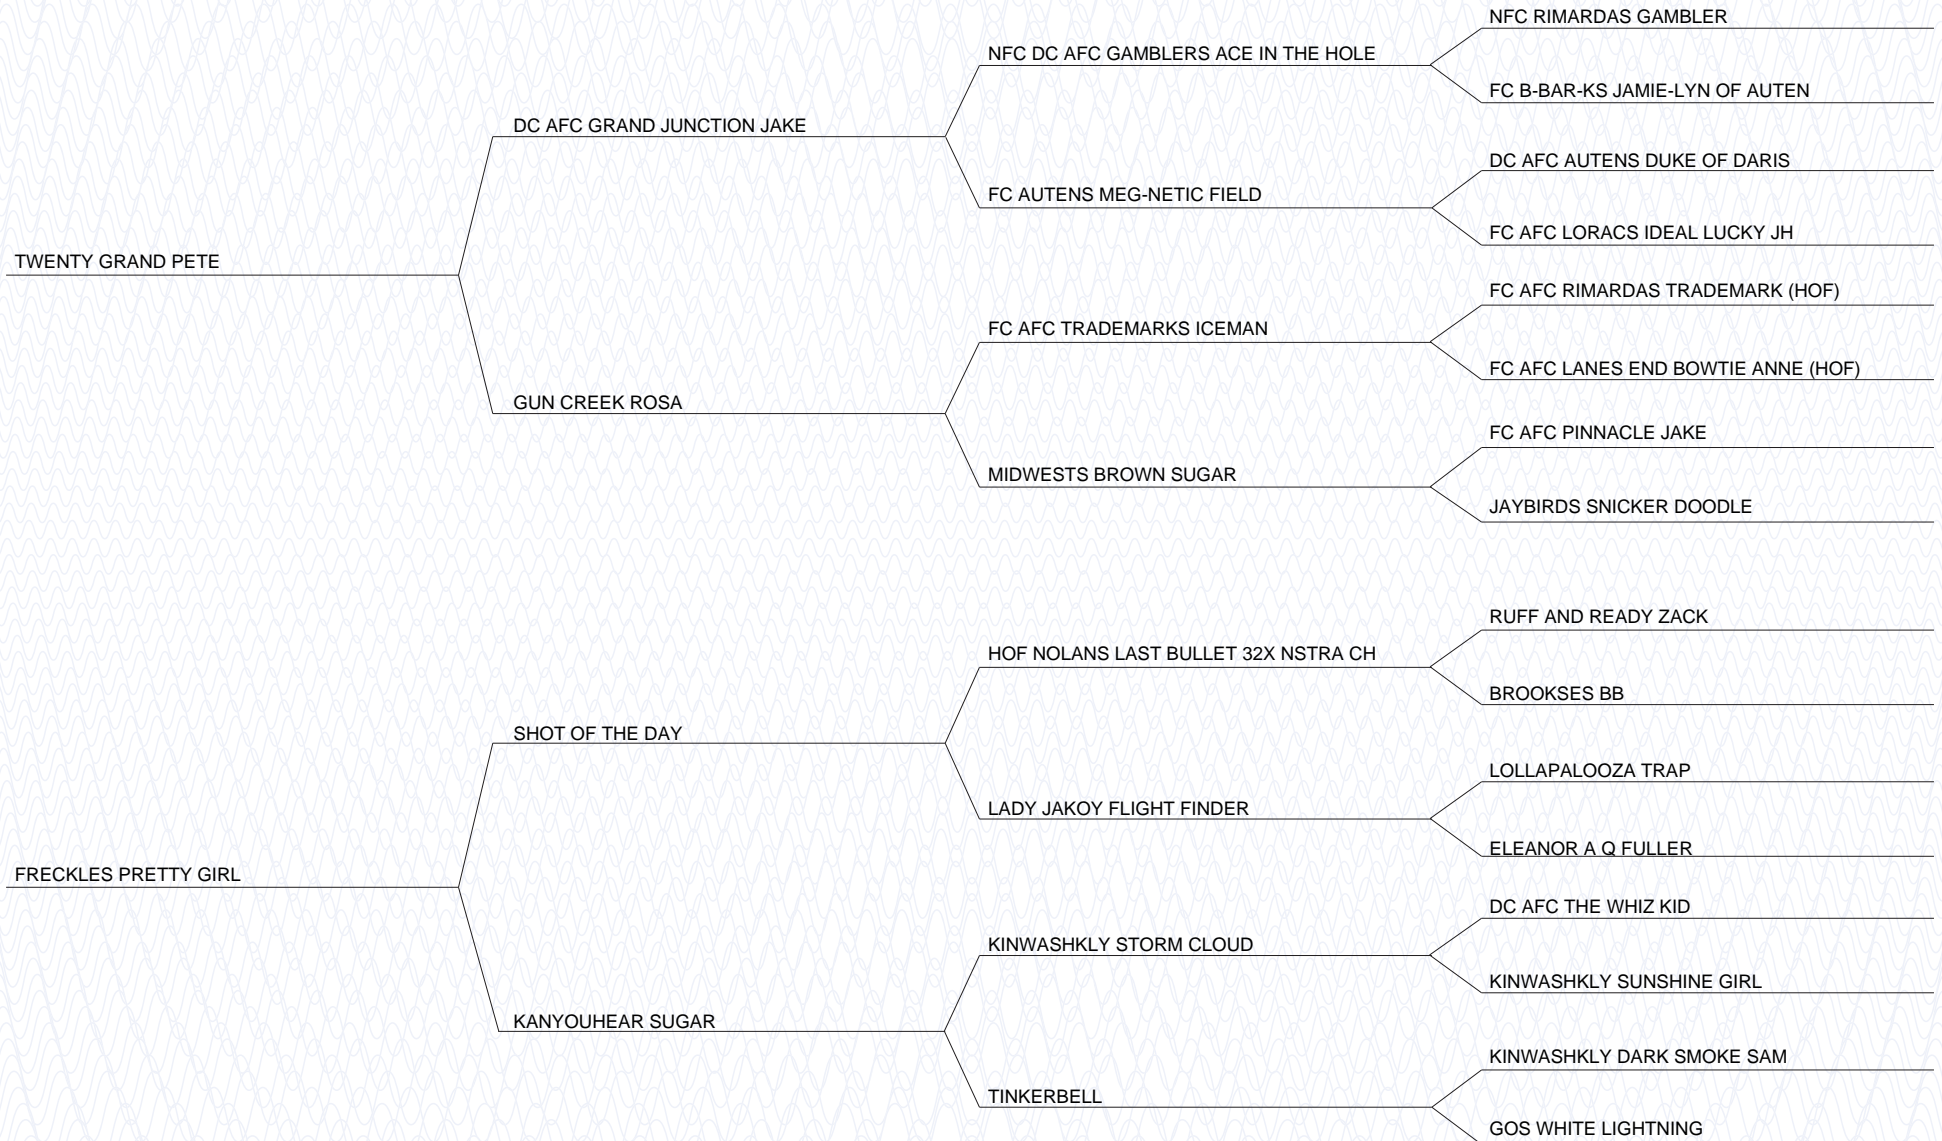 NFC RIMARDAS GAMBLER
NFC DC AFC GAMBLERS ACE IN THE HOLE
FC B-BAR-KS JAMIE-LYN OF AUTEN
DC AFC GRAND JUNCTION JAKE
DC AFC AUTENS DUKE OF DARIS
FC AUTENS MEG-NETIC FIELD
FC AFC LORACS IDEAL LUCKY JH
TWENTY GRAND PETE
FC AFC RIMARDAS TRADEMARK (HOF)
FC AFC TRADEMARKS ICEMAN
FC AFC LANES END BOWTIE ANNE (HOF)
GUN CREEK ROSA
FC AFC PINNACLE JAKE
MIDWESTS BROWN SUGAR
JAYBIRDS SNICKER DOODLE
RUFF AND READY ZACK
HOF NOLANS LAST BULLET 32X NSTRA CH
BROOKSES BB
SHOT OF THE DAY
LOLLAPALOOZA TRAP
LADY JAKOY FLIGHT FINDER
ELEANOR A Q FULLER
FRECKLES PRETTY GIRL
DC AFC THE WHIZ KID
KINWASHKLY STORM CLOUD
KINWASHKLY SUNSHINE GIRL
KANYOUHEAR SUGAR
KINWASHKLY DARK SMOKE SAM
TINKERBELL
GOS WHITE LIGHTNING